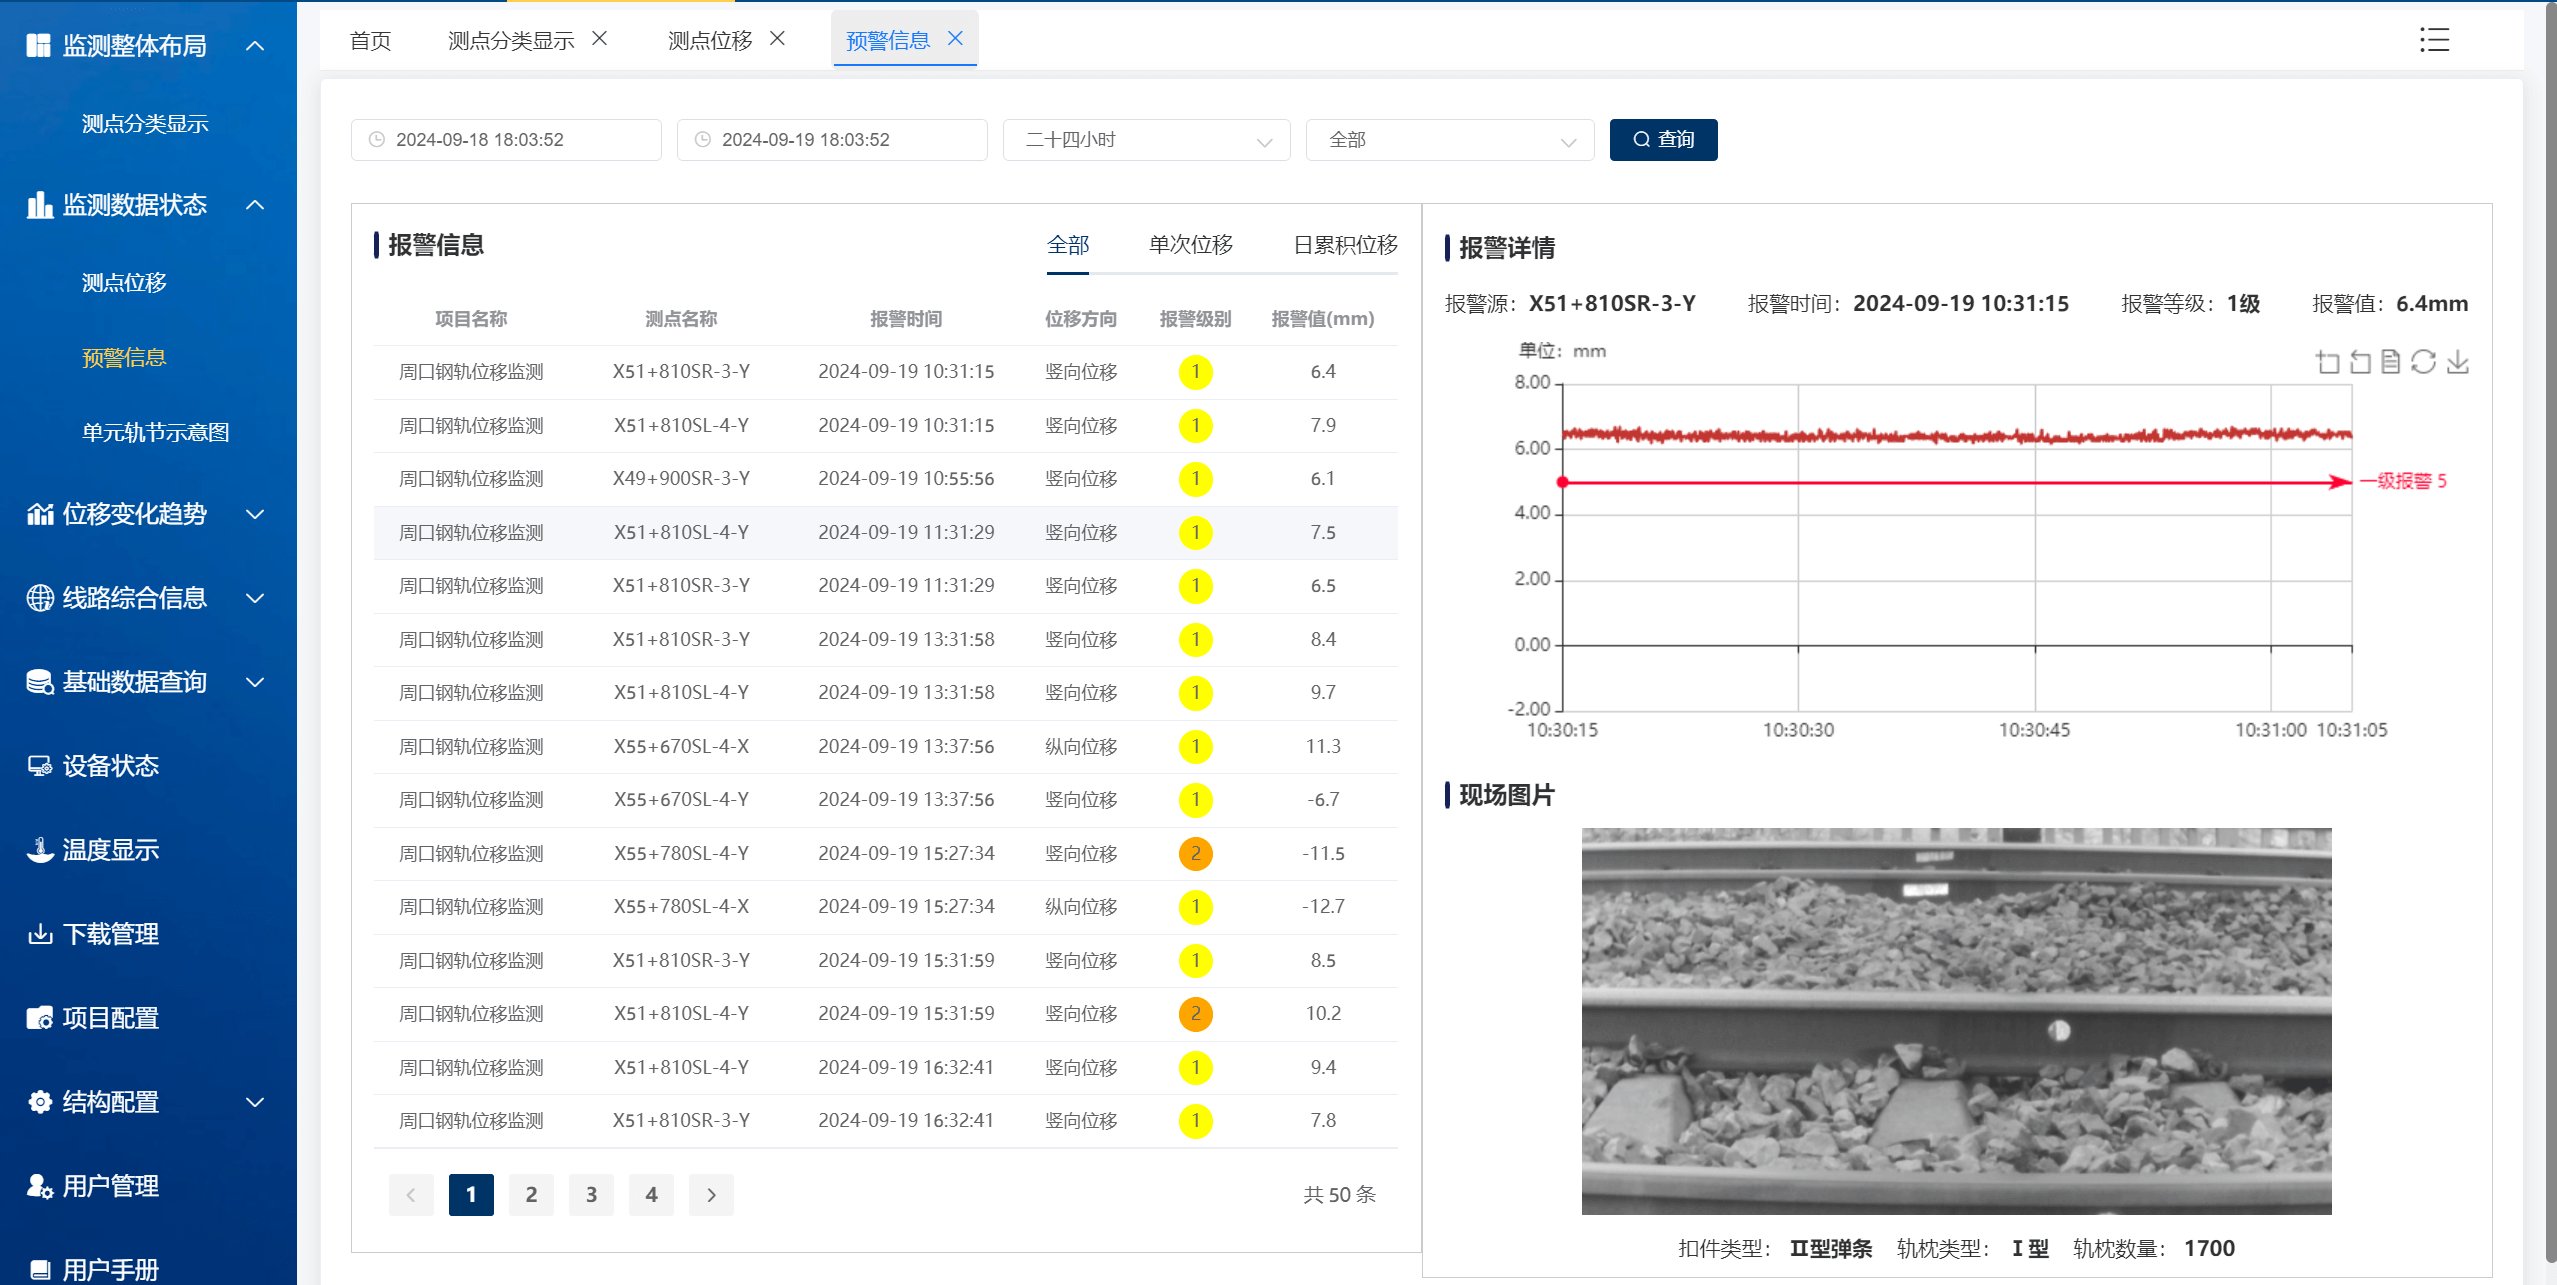 监测整体布局
测点分类显示
监测数据状态
测点位移
预警信息
单元轨节示意图
位移变化趋势
线路综合信息
基础数据查询
设备状态
温度显示
下载管理
项目配置
结构配置
用户管理
用户手册
首页 测点分类显示 测点位移 预警信息
2024-09-18 18:03:52 2024-09-19 18:03:52 二十四小时 全部 查询
报警信息 全部 单次位移 日累积位移
项目名称 测点名称 报警时间 位移方向 报警级别 报警值(mm)
周口钢轨位移监测 X51+810SR-3-Y 2024-09-19 10:31:15 竖向位移 1 6.4
周口钢轨位移监测 X51+810SL-4-Y 2024-09-19 10:31:15 竖向位移 1 7.9
周口钢轨位移监测 X49+900SR-3-Y 2024-09-19 10:55:56 竖向位移 1 6.1
周口钢轨位移监测 X51+810SL-4-Y 2024-09-19 11:31:29 竖向位移 1 7.5
周口钢轨位移监测 X51+810SR-3-Y 2024-09-19 11:31:29 竖向位移 1 6.5
周口钢轨位移监测 X51+810SR-3-Y 2024-09-19 13:31:58 竖向位移 1 8.4
周口钢轨位移监测 X51+810SL-4-Y 2024-09-19 13:31:58 竖向位移 1 9.7
周口钢轨位移监测 X55+670SL-4-X 2024-09-19 13:37:56 纵向位移 1 11.3
周口钢轨位移监测 X55+670SL-4-Y 2024-09-19 13:37:56 竖向位移 1 -6.7
周口钢轨位移监测 X55+780SL-4-Y 2024-09-19 15:27:34 竖向位移 2 -11.5
周口钢轨位移监测 X55+780SL-4-X 2024-09-19 15:27:34 纵向位移 1 -12.7
周口钢轨位移监测 X51+810SR-3-Y 2024-09-19 15:31:59 竖向位移 1 8.5
周口钢轨位移监测 X51+810SL-4-Y 2024-09-19 15:31:59 竖向位移 2 10.2
周口钢轨位移监测 X51+810SL-4-Y 2024-09-19 16:32:41 竖向位移 1 9.4
周口钢轨位移监测 X51+810SR-3-Y 2024-09-19 16:32:41 竖向位移 1 7.8
1 2 3 4 共 50 条
报警详情
报警源: X51+810SR-3-Y 报警时间: 2024-09-19 10:31:15 报警等级: 1级 报警值: 6.4mm
单位: mm
8.00
6.00
一级报警 5
4.00
2.00
0.00
-2.00
10:30:15 10:30:30 10:30:45 10:31:00 10:31:05
现场图片
扣件类型: Ⅱ型弹条 轨枕类型: Ⅰ型 轨枕数量: 1700